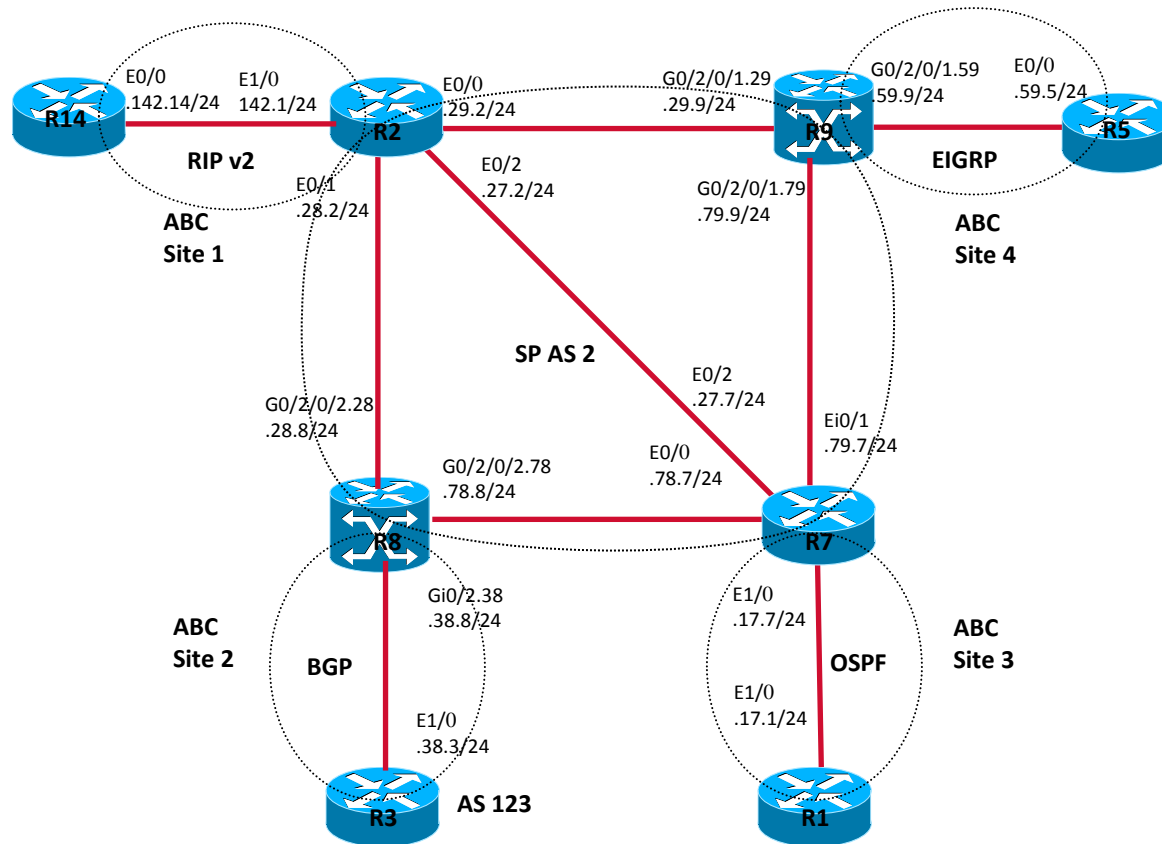 E0/0
.142.14/24
E1/0
142.1/24
R14
RIP v2
ABC
Site 1
E0/0
.29.2/24
R2
E0/1
.28.2/24
E0/2
.27.2/24
G0/2/0/1.29
.29.9/24
R9
G0/2/0/1.59
.59.9/24
E0/0
.59.5/24
R5
EIGRP
G0/2/0/1.79
.79.9/24
ABC
Site 4
SP AS 2
E0/2
.27.7/24
Ei0/1
.79.7/24
G0/2/0/2.28
.28.8/24
G0/2/0/2.78
.78.8/24
E0/0
.78.7/24
R8
R7
Gi0/2.38
.38.8/24
ABC
Site 2
BGP
E1/0
.38.3/24
R3
AS 123
E1/0
.17.7/24
OSPF
ABC
Site 3
E1/0
.17.1/24
R1